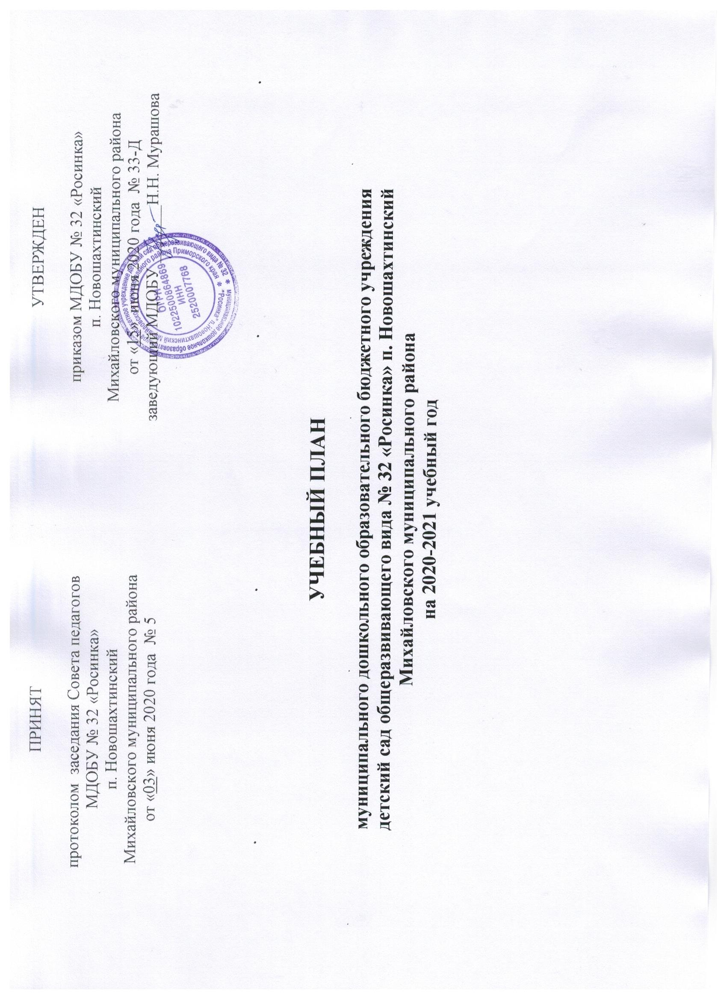 ПРИНЯТ
протоколом заседания Совета педагогов
МДОБУ № 32 «Росинка»
п. Новошахтинский
Михайловского муниципального района
от «03» июня 2020 года № 5
УТВЕРЖДЕН
приказом МДОБУ № 32 «Росинка»
п. Новошахтинский
Михайловского муниципального района
от «13» июня 2020 года № 33-Д
заведующий МДОБУ Н.Н. Мурашова
муниципальное дошкольное образовательное бюджетное учреждение детский сад общеразвивающего вида № 32 *
"Росинка" п. Новошахтинский Михайловского муниципального района Приморского края *
ОГРН
1022500864869
ИНН
2520007768
УЧЕБНЫЙ ПЛАН
муниципального дошкольного образовательного бюджетного учреждения
детский сад общеразвивающего вида № 32 «Росинка» п. Новошахтинский
Михайловского муниципального района
на 2020-2021 учебный год